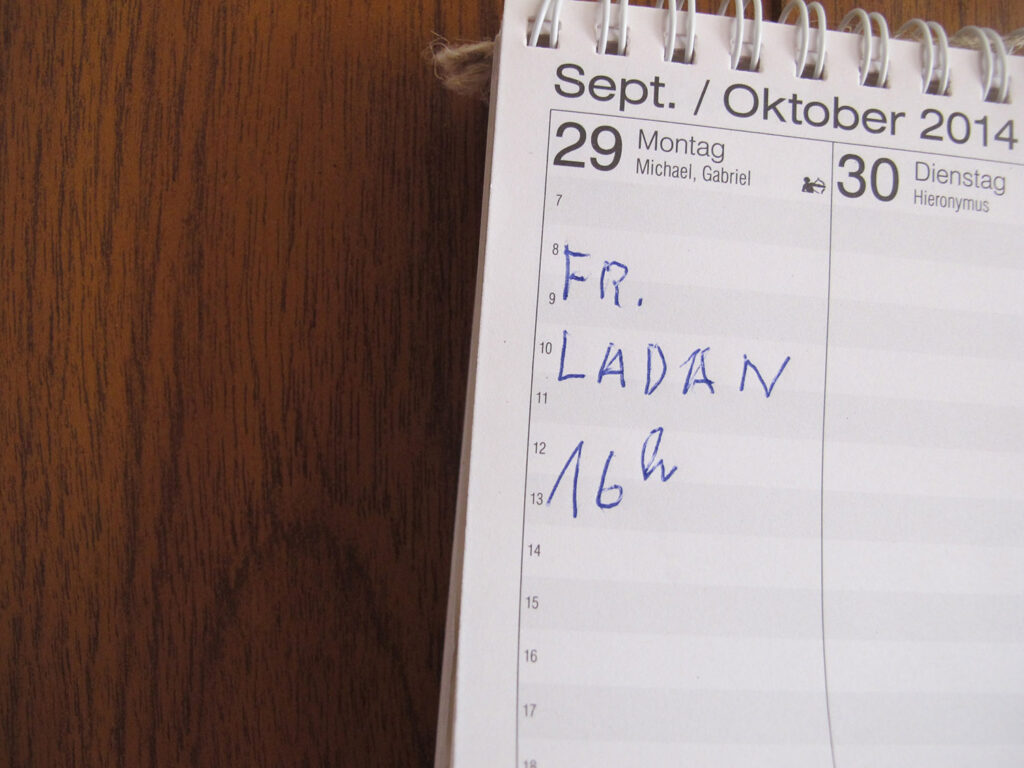 Sept. / Oktober 2014
29 Montag
Michael, Gabriel
30 Dienstag
Hieronymus
7
8
FR.
9
10
LADAN
11
12
16h
13
14
15
16
17
18